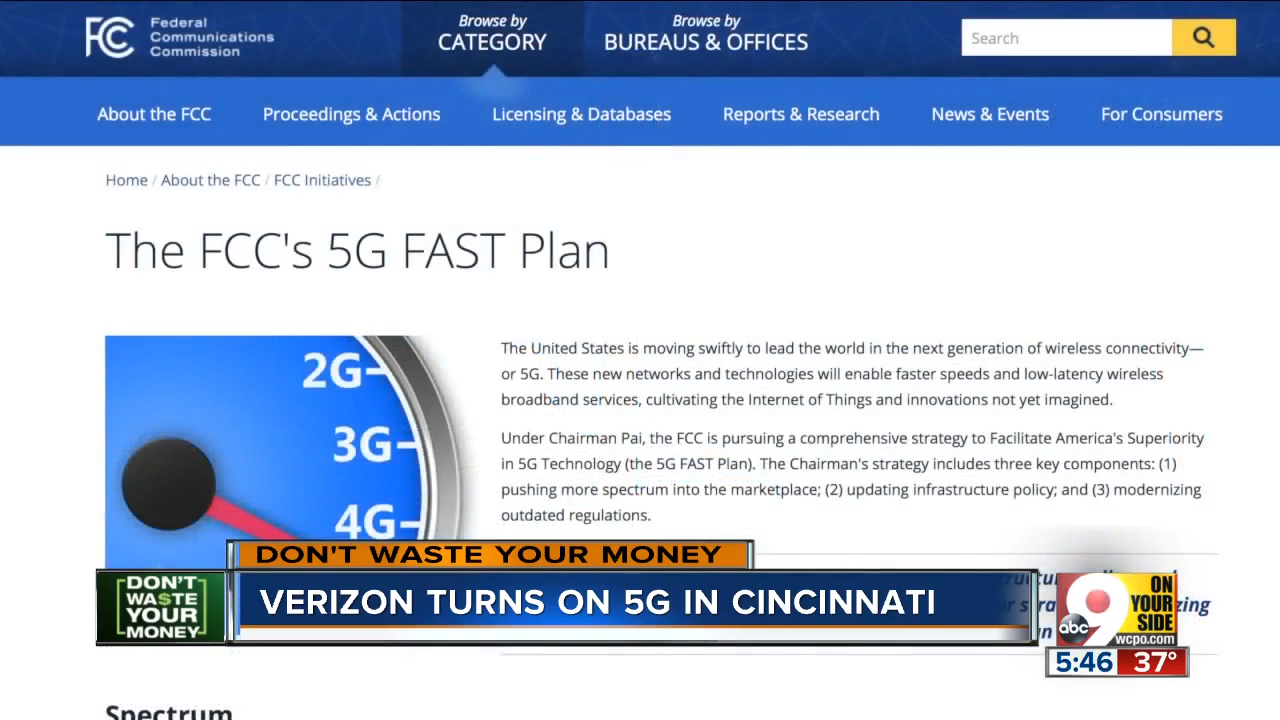 Federal
Communications
Commission
FCC
Browse by
CATEGORY
Browse by
BUREAUS & OFFICES
Search
About the FCC
Proceedings & Actions
Licensing & Databases
Reports & Research
News & Events
For Consumers
Home / About the FCC / FCC Initiatives /
The FCC's 5G FAST Plan
2G
3G
4G
The United States is moving swiftly to lead the world in the next generation of wireless connectivity—
or 5G. These new networks and technologies will enable faster speeds and low-latency wireless
broadband services, cultivating the Internet of Things and innovations not yet imagined.
Under Chairman Pai, the FCC is pursuing a comprehensive strategy to Facilitate America's Superiority
in 5G Technology (the 5G FAST Plan). The Chairman's strategy includes three key components: (1)
pushing more spectrum into the marketplace; (2) updating infrastructure policy; and (3) modernizing
outdated regulations.
DON'T WASTE YOUR MONEY
DON'T
WA$TE
YOUR
MONEY
VERIZON TURNS ON 5G IN CINCINNATI
abc 9
ON
YOUR
SIDE
wcpo.com
5:46 37°
Spectrum